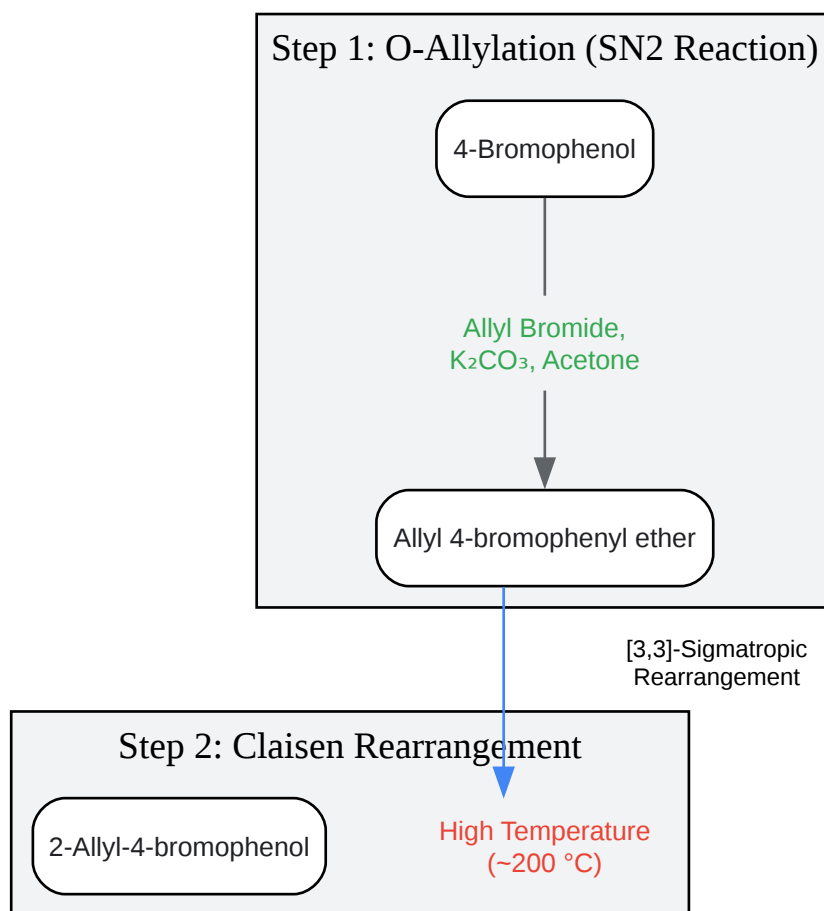 Step 1: O-Allylation (SN2 Reaction)
4-Bromophenol
Allyl Bromide,
K₂CO₃, Acetone
Allyl 4-bromophenyl ether
[3,3]-Sigmatropic
Rearrangement
Step 2: Claisen Rearrangement
2-Allyl-4-bromophenol
High Temperature
(~200 °C)